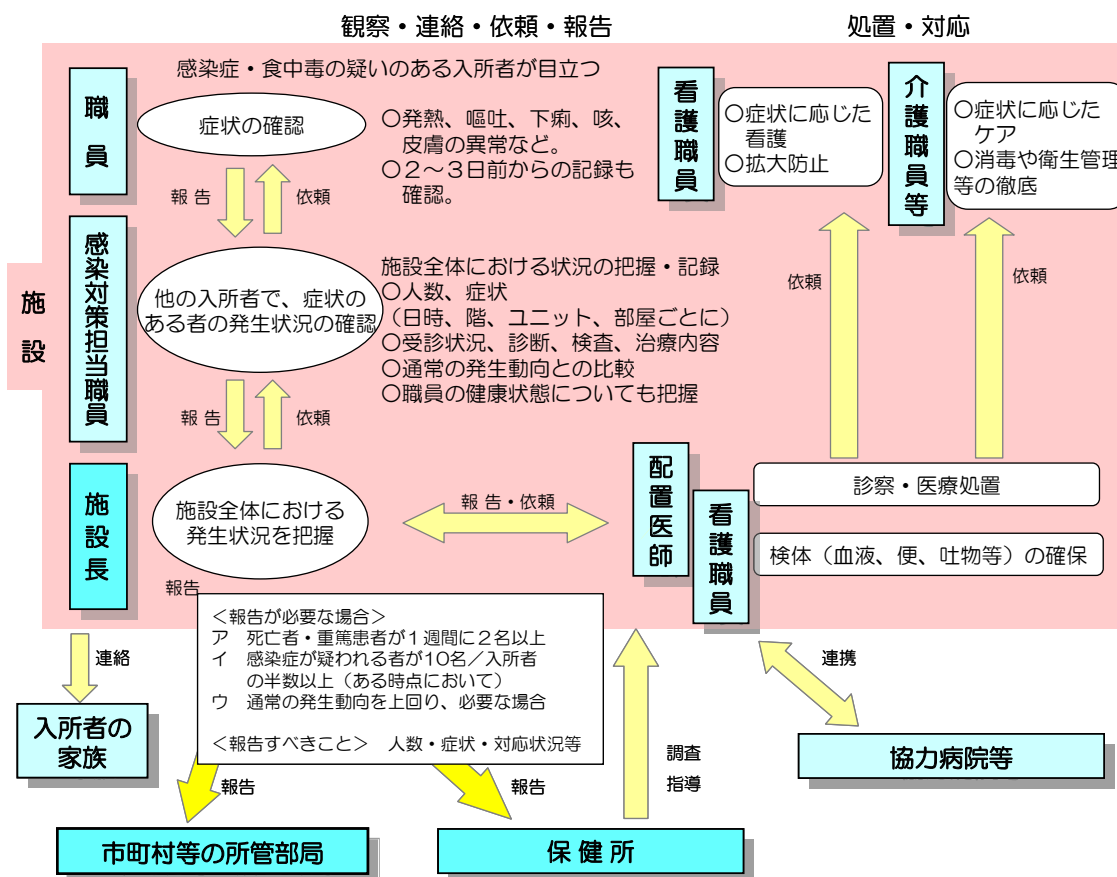 観察・連絡・依頼・報告
処置・対応
施設
職員
感染症・食中毒の疑いのある入所者が目立つ
症状の確認
○発熱、嘔吐、下痢、咳、
皮膚の異常など。
○2～3日前からの記録も
確認。
報告
依頼
感染対策担当職員
他の入所者で、症状の
ある者の発生状況の確認
施設全体における状況の把握・記録
○人数、症状
（日時、階、ユニット、部屋ごとに）
○受診状況、診断、検査、治療内容
○通常の発生動向との比較
○職員の健康状態についても把握
報告
依頼
施設長
施設全体における
発生状況を把握
報告・依頼
看護職員
○症状に応じた
看護
○拡大防止
介護職員等
○症状に応じた
ケア
○消毒や衛生管理
等の徹底
依頼
依頼
配置医師
看護職員
診察・医療処置
検体（血液、便、吐物等）の確保
報告
＜報告が必要な場合＞
ア　死亡者・重篤患者が1週間に2名以上
イ　感染症が疑われる者が10名／入所者
の半数以上（ある時点において）
ウ　通常の発生動向を上回り、必要な場合
＜報告すべきこと＞　人数・症状・対応状況等
連絡
入所者の
家族
報告
報告
調査
指導
連携
協力病院等
市町村等の所管部局
保健所